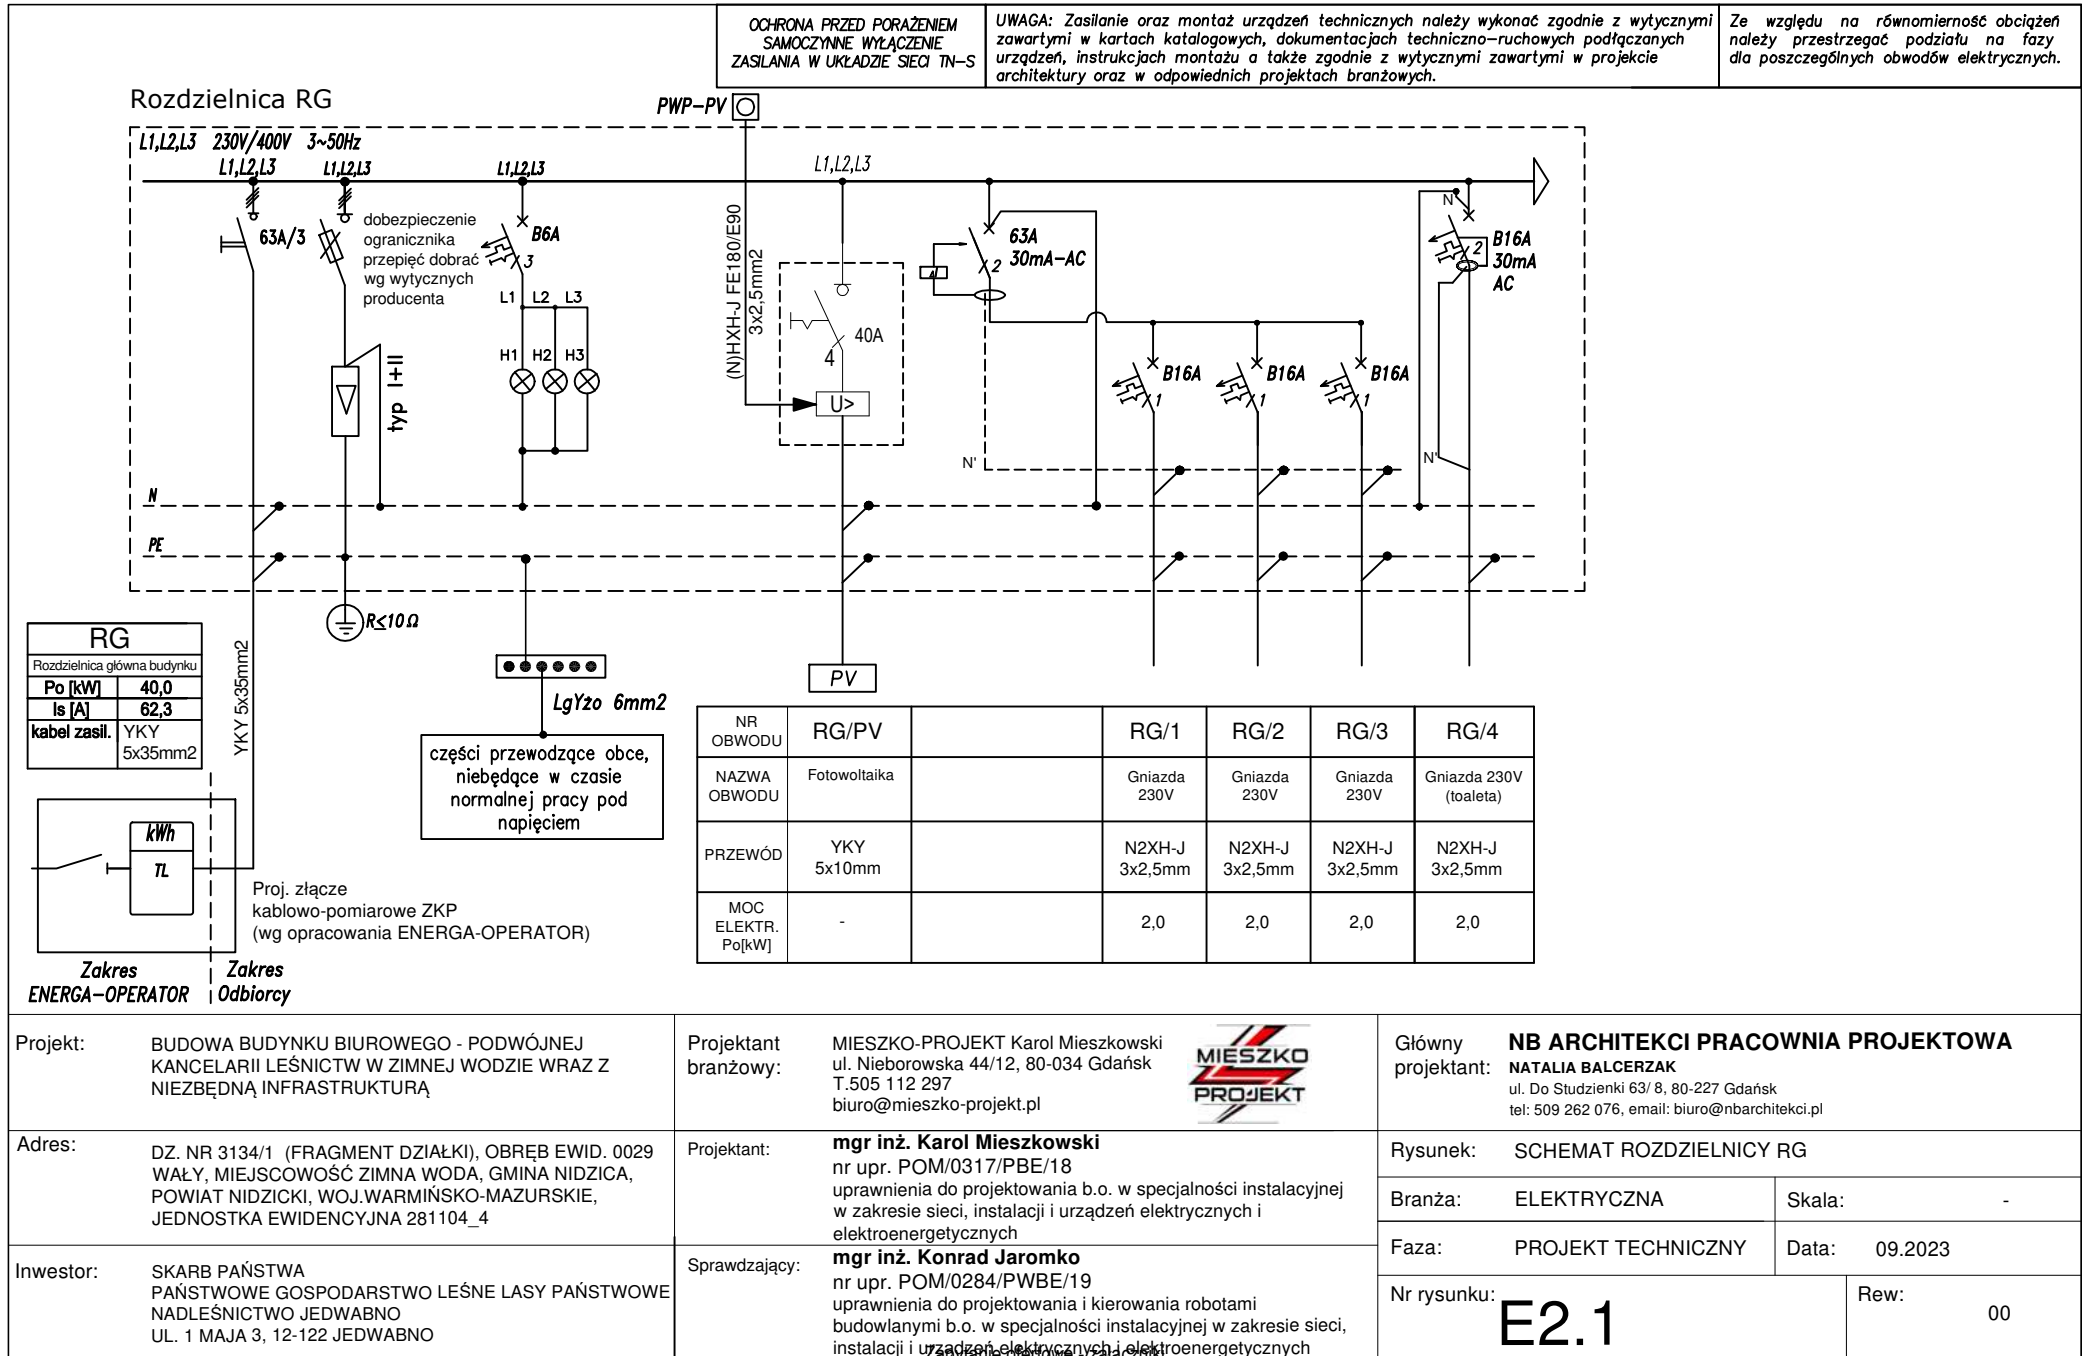 OCHRONA PRZED PORAŻENIEM
SAMOCZYNNE WYŁĄCZENIE
ZASILANIA W UKŁADZIE SIECI TN-S
UWAGA: Zasilanie oraz montaż urządzeń technicznych należy wykonać zgodnie z wytycznymi
zawartymi w kartach katalogowych, dokumentacjach techniczno-ruchowych podłączanych
urządzeń, instrukcjach montażu a także zgodnie z wytycznymi zawartymi w projekcie
architektury oraz w odpowiednich projektach branżowych.
Ze względu na równomierność obciążeń
należy przestrzegać podziału na fazy
dla poszczególnych obwodów elektrycznych.
Rozdzielnica RG
PWP-PV
L1,L2,L3 230V/400V 3~50Hz
L1,L2,L3
L1,L2,L3
L1,L2,L3
L1,L2,L3
63A/3
dobezpieczenie
ogranicznika
przepięć dobrać
wg wytycznych
producenta
B6A
3
L1 L2 L3
H1 H2 H3
typ I+II
(N)HXH-J FE180/E90
3x2,5mm2
40A
4
U>
63A
30mA-AC
2
N
B16A
30mA
AC
2
B16A
1
B16A
1
B16A
1
N'
N'
N
PE
R≤10Ω
RG
Rozdzielnica główna budynku
Po [kW] 40,0
Is [A] 62,3
kabel zasil. YKY
5x35mm2
YKY 5x35mm2
LgYżo 6mm2
części przewodzące obce,
niebędące w czasie
normalnej pracy pod
napięciem
PV
kWh
TL
Proj. złącze
kablowo-pomiarowe ZKP
(wg opracowania ENERGA-OPERATOR)
Zakres
ENERGA-OPERATOR
Zakres
Odbiorcy
NR
OBWODU
RG/PV RG/1 RG/2 RG/3 RG/4
NAZWA
OBWODU
Fotowoltaika
Gniazda
230V
Gniazda
230V
Gniazda
230V
Gniazda 230V
(toaleta)
PRZEWÓD
YKY
5x10mm
N2XH-J
3x2,5mm
N2XH-J
3x2,5mm
N2XH-J
3x2,5mm
N2XH-J
3x2,5mm
MOC
ELEKTR.
Po[kW]
- 2,0 2,0 2,0 2,0
Projekt:
BUDOWA BUDYNKU BIUROWEGO - PODWÓJNEJ
KANCELARII LEŚNICTW W ZIMNEJ WODZIE WRAZ Z
NIEZBĘDNĄ INFRASTRUKTURĄ
Adres:
DZ. NR 3134/1 (FRAGMENT DZIAŁKI), OBRĘB EWID. 0029
WAŁY, MIEJSCOWOŚĆ ZIMNA WODA, GMINA NIDZICA,
POWIAT NIDZICKI, WOJ.WARMIŃSKO-MAZURSKIE,
JEDNOSTKA EWIDENCYJNA 281104_4
Inwestor:
SKARB PAŃSTWA
PAŃSTWOWE GOSPODARSTWO LEŚNE LASY PAŃSTWOWE
NADLEŚNICTWO JEDWABNO
UL. 1 MAJA 3, 12-122 JEDWABNO
Projektant
branżowy:
MIESZKO-PROJEKT Karol Mieszkowski
ul. Nieborowska 44/12, 80-034 Gdańsk
T.505 112 297
biuro@mieszko-projekt.pl
MIESZKO
PROJEKT
Projektant:
mgr inż. Karol Mieszkowski
nr upr. POM/0317/PBE/18
uprawnienia do projektowania b.o. w specjalności instalacyjnej
w zakresie sieci, instalacji i urządzeń elektrycznych i
elektroenergetycznych
Sprawdzający:
mgr inż. Konrad Jaromko
nr upr. POM/0284/PWBE/19
uprawnienia do projektowania i kierowania robotami
budowlanymi b.o. w specjalności instalacyjnej w zakresie sieci,
instalacji i urządzeń elektrycznych i elektroenergetycznych
Zapytanie ofertowe - załączniki
Główny
projektant:
NB ARCHITEKCI PRACOWNIA PROJEKTOWA
NATALIA BALCERZAK
ul. Do Studzienki 63/ 8, 80-227 Gdańsk
tel: 509 262 076, email: biuro@nbarchitekci.pl
Rysunek: SCHEMAT ROZDZIELNICY RG
Branża: ELEKTRYCZNA
Skala: -
Faza: PROJEKT TECHNICZNY
Data: 09.2023
Nr rysunku: E2.1
Rew: 00